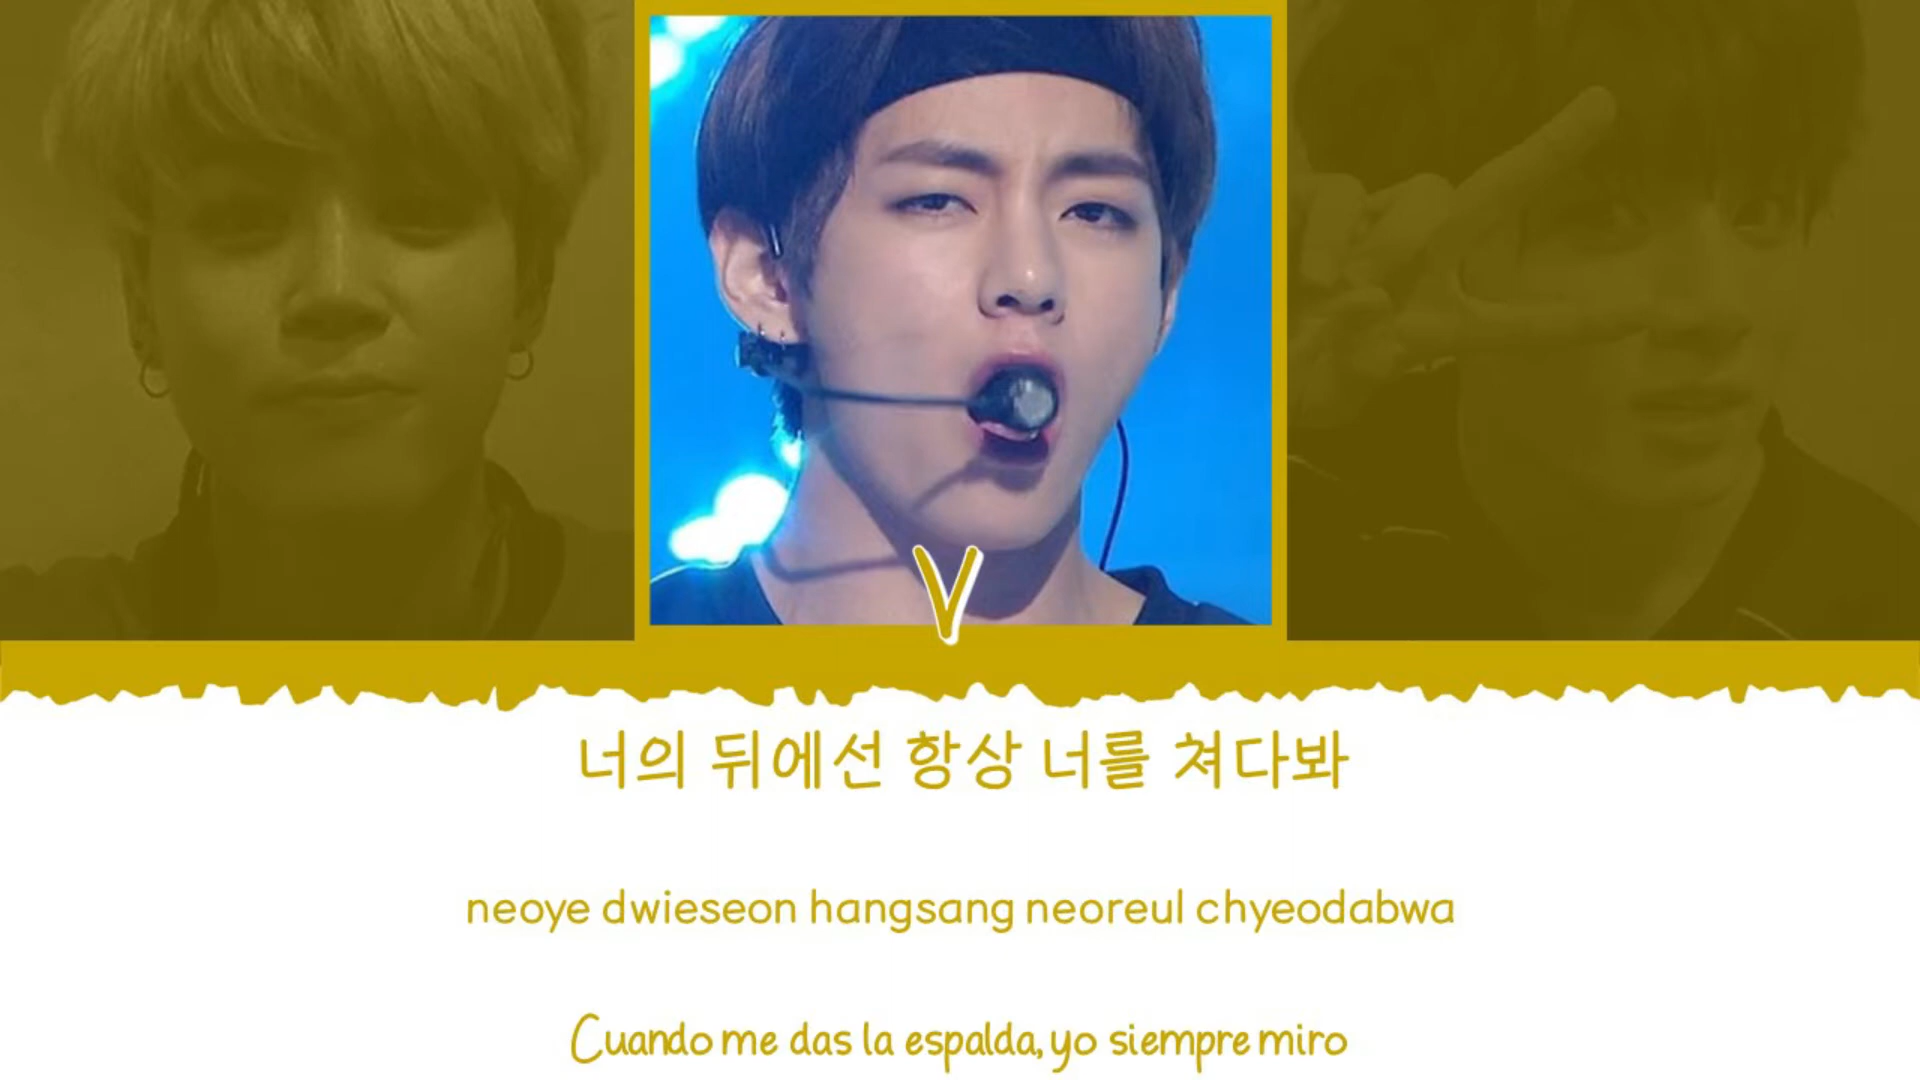 V
너의 뒤에선 항상 너를 쳐다봐
neoye dwieseon hangsang neoreul chyeodabwa
Cuando me das la espalda, yo siempre miro